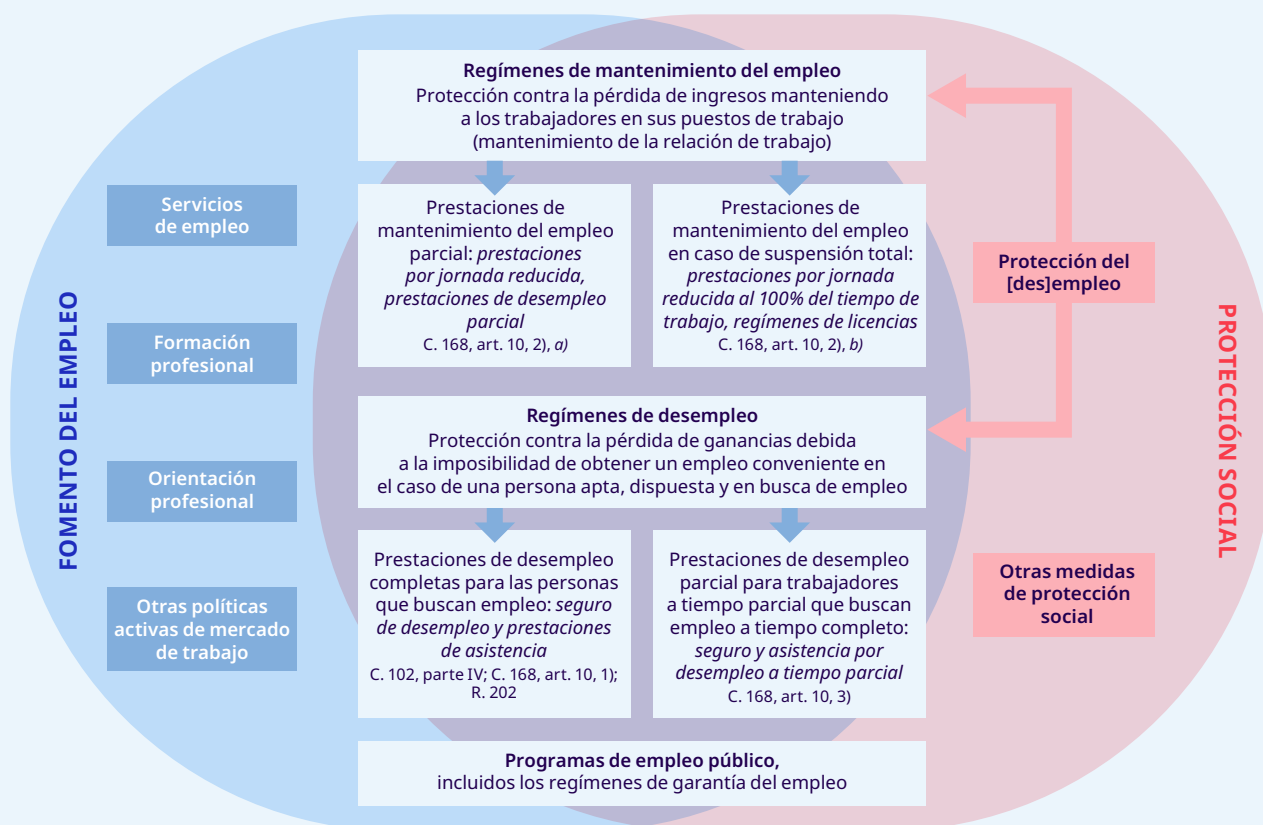 Regímenes de mantenimiento del empleo
Protección contra la pérdida de ingresos manteniendo
a los trabajadores en sus puestos de trabajo
(mantenimiento de la relación de trabajo)
Servicios
de empleo
Formación
profesional
Orientación
profesional
Otras políticas
activas de mercado
de trabajo
FOMENTO DEL EMPLEO
Prestaciones de
mantenimiento del empleo
parcial: prestaciones
por jornada reducida,
prestaciones de desempleo
parcial
C. 168, art. 10, 2), a)
Prestaciones de
mantenimiento del empleo
en caso de suspensión total:
prestaciones por jornada
reducida al 100% del tiempo de
trabajo, regímenes de licencias
C. 168, art. 10, 2), b)
Regímenes de desempleo
Protección contra la pérdida de ganancias debida
a la imposibilidad de obtener un empleo conveniente en
el caso de una persona apta, dispuesta y en busca de empleo
Prestaciones de desempleo
completas para las personas
que buscan empleo: seguro
de desempleo y prestaciones
de asistencia
C. 102, parte IV; C. 168, art. 10, 1);
R. 202
Prestaciones de desempleo
parcial para trabajadores
a tiempo parcial que buscan
empleo a tiempo completo:
seguro y asistencia por
desempleo a tiempo parcial
C. 168, art. 10, 3)
Programas de empleo público,
incluidos los regímenes de garantía del empleo
Protección del
[des]empleo
Otras medidas
de protección
social
PROTECCIÓN SOCIAL